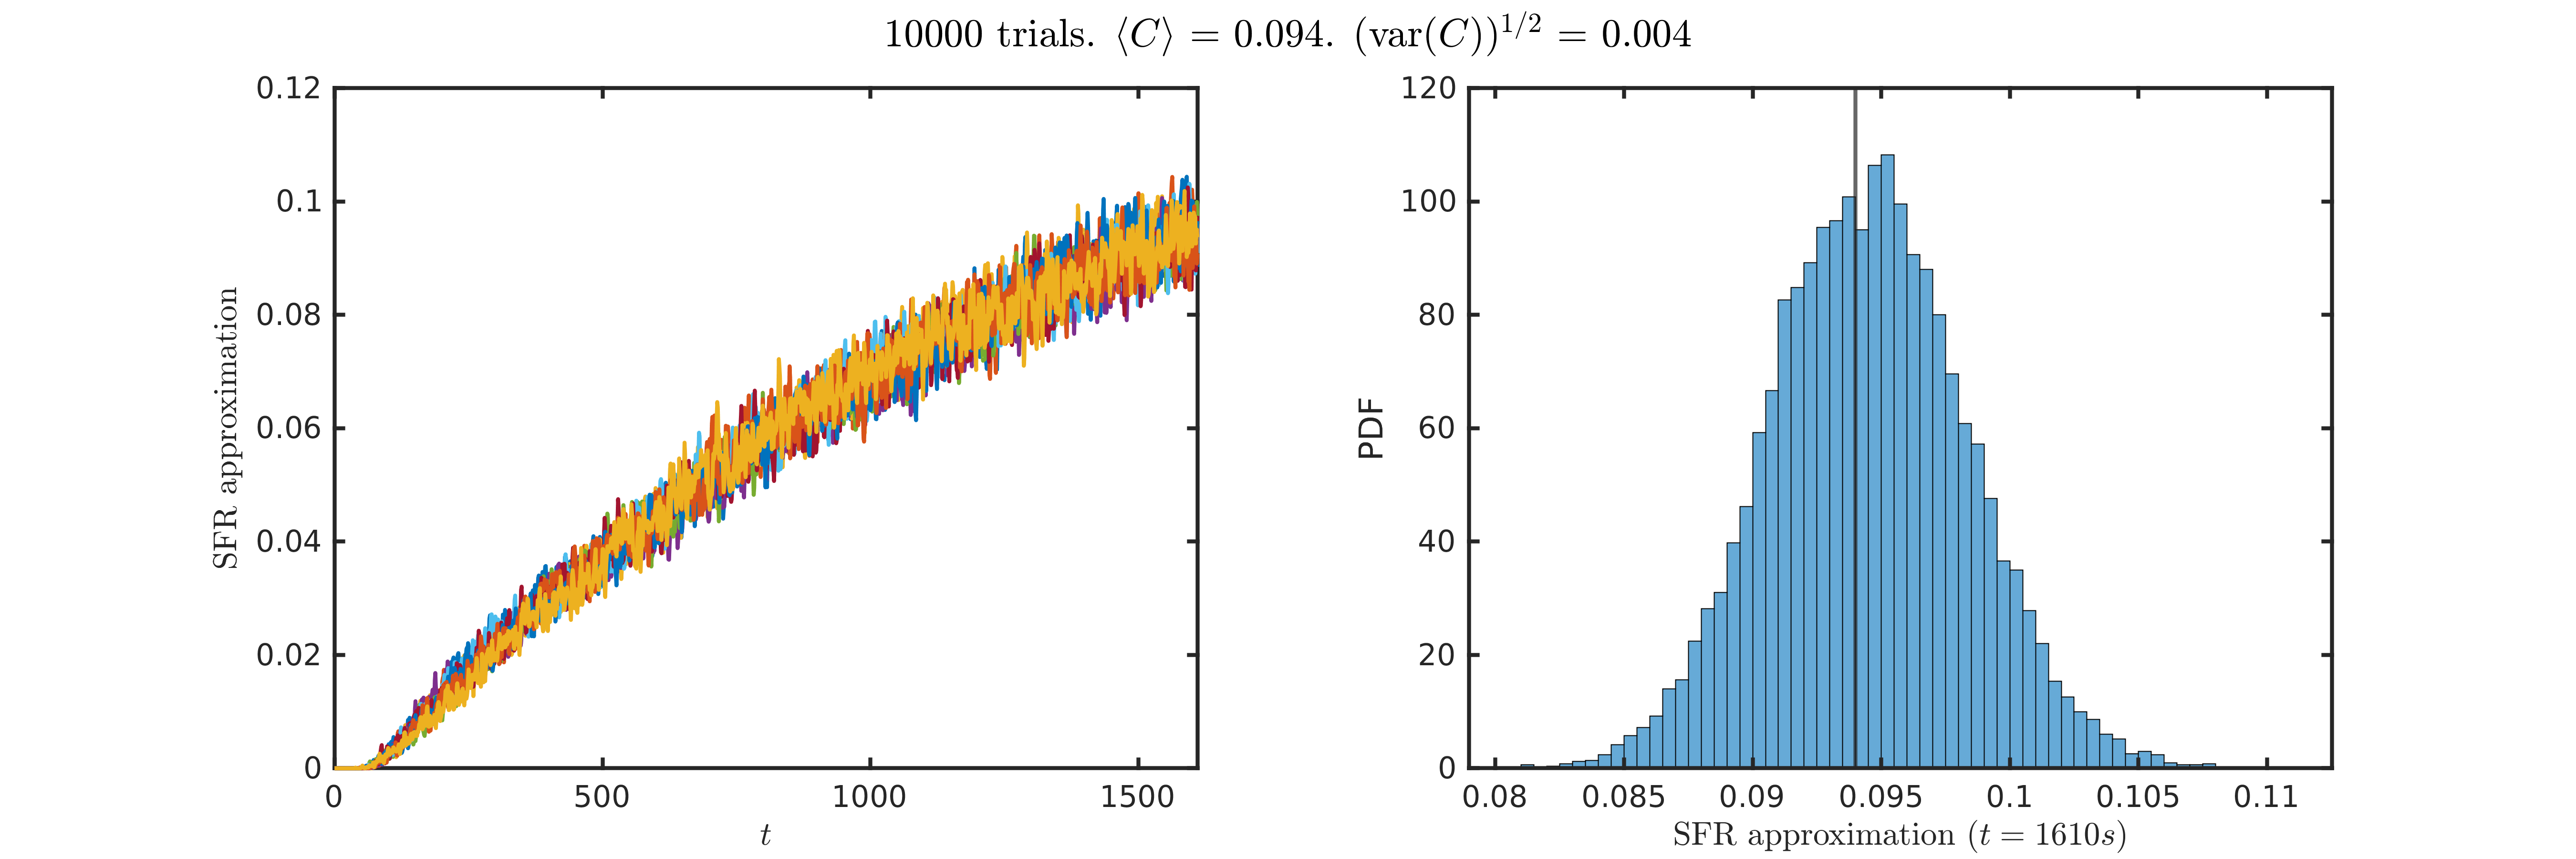 10000 trials. ⟨C⟩ = 0.094. (var(C))^{1/2} = 0.004
SFR approximation
0.12
0.1
0.08
0.06
0.04
0.02
0
0 500 1000 1500
t
PDF
120
100
80
60
40
20
0
0.08 0.085 0.09 0.095 0.1 0.105 0.11
SFR approximation (t = 1610s)